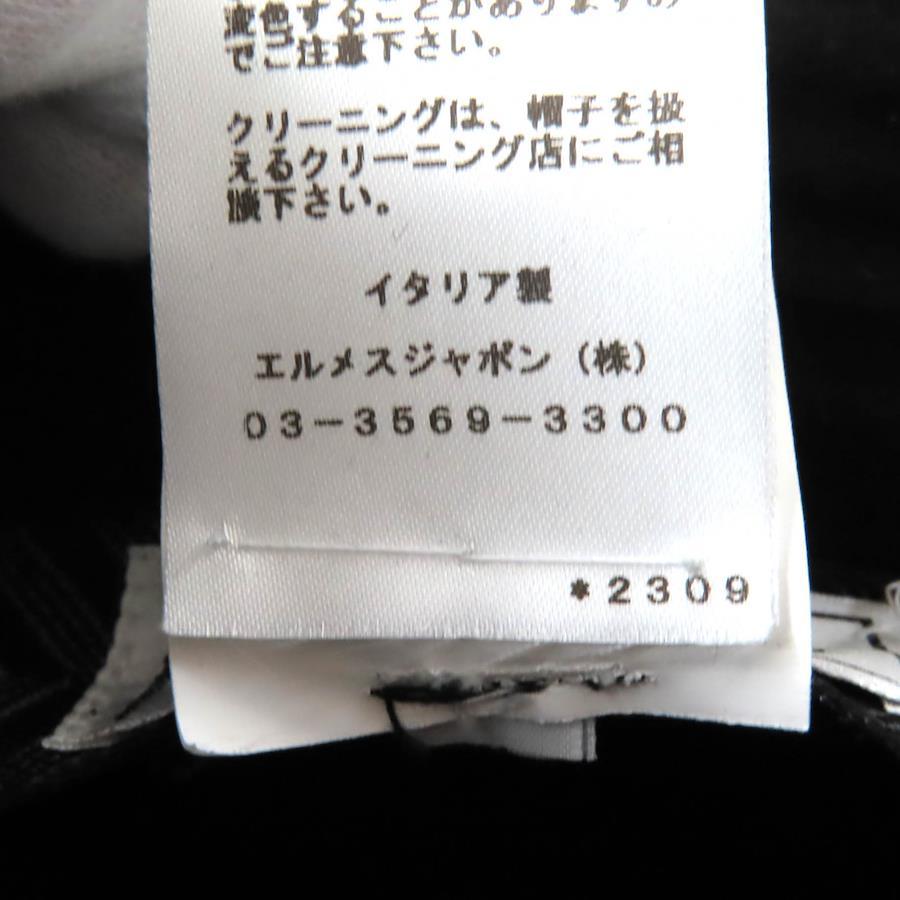 変色することがありますの
でご注意下さい。
クリーニングは、帽子を扱
えるクリーニング店にご相
談下さい。
イタリア製
エルメスジャポン（株）
03-3569-3300
*2309